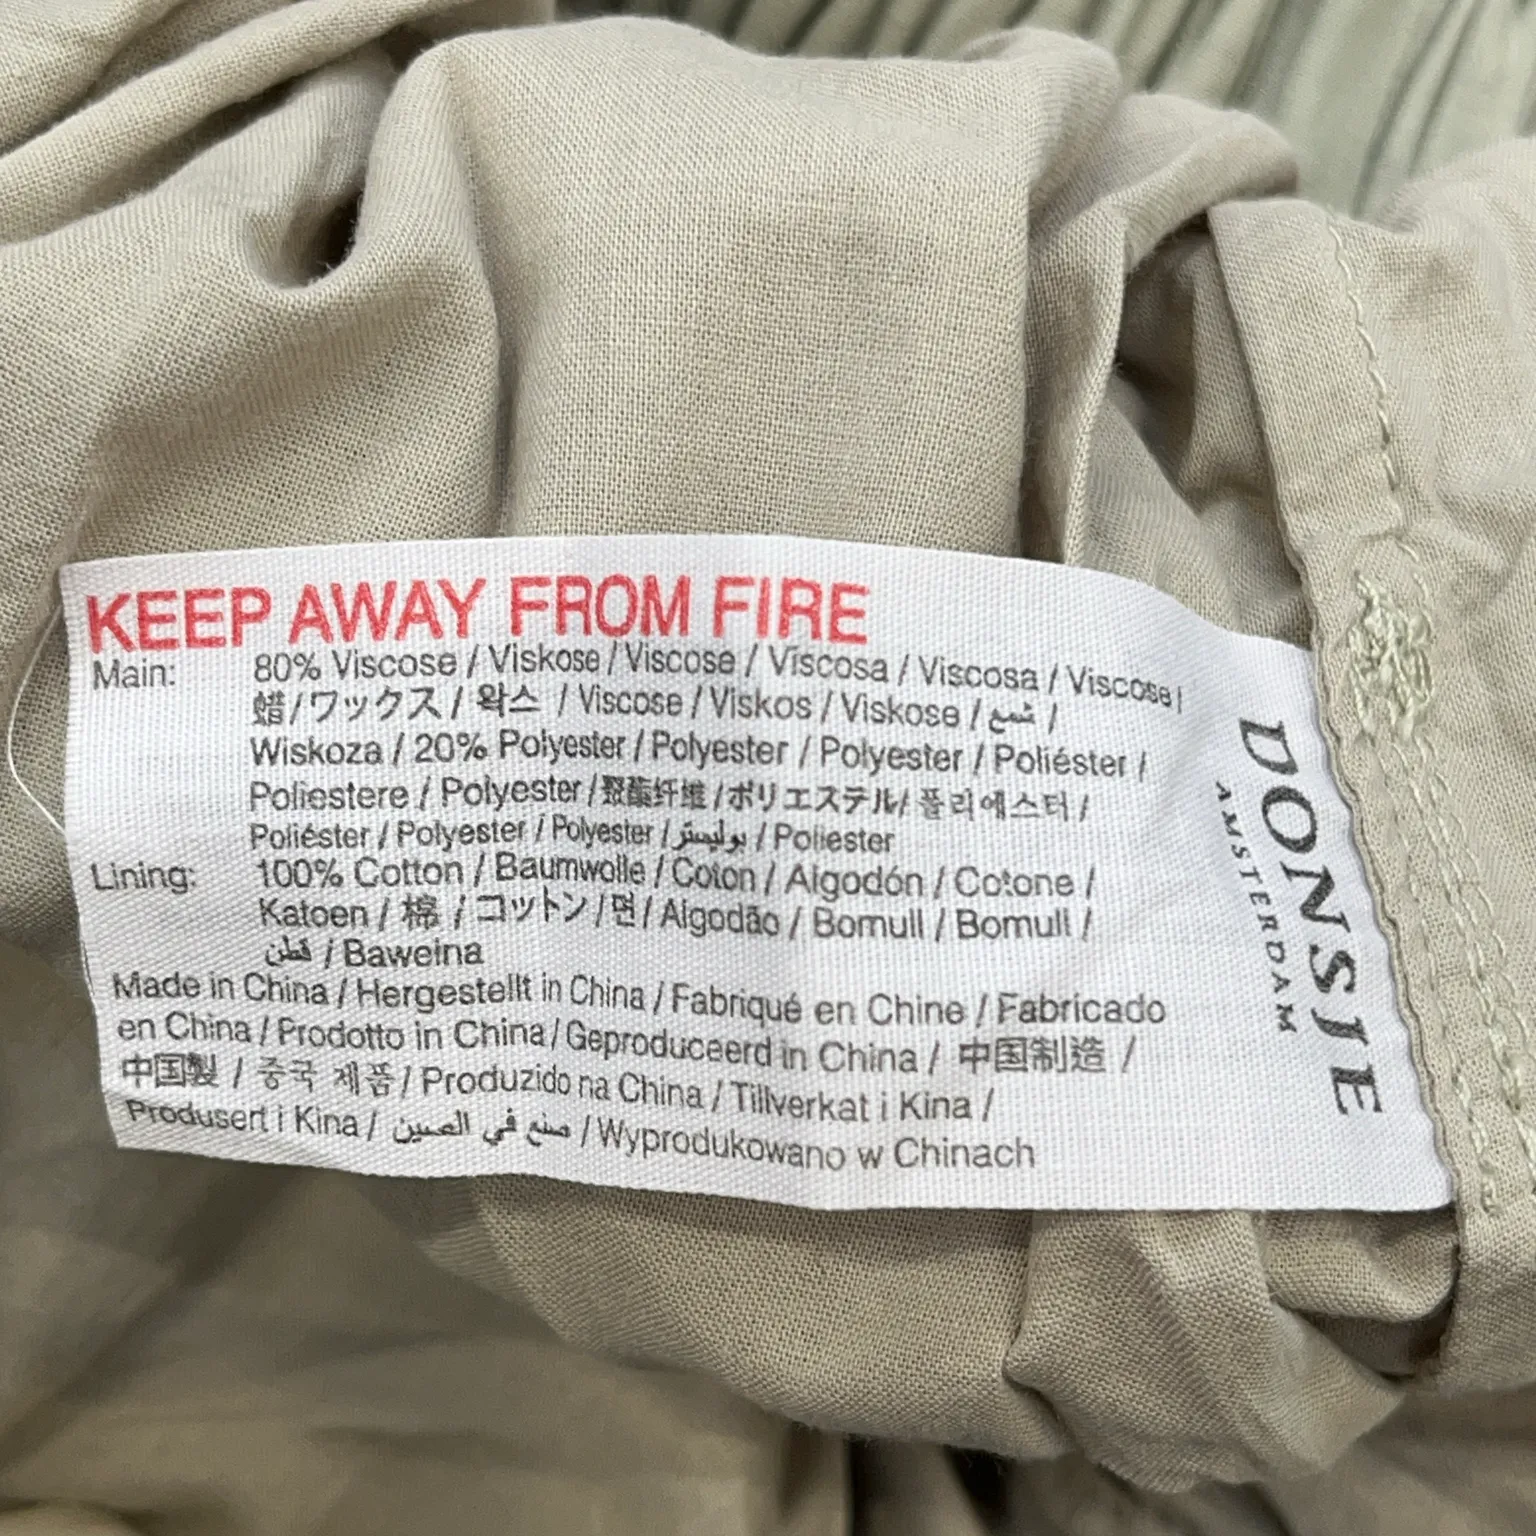 KEEP AWAY FROM FIRE
Main: 80% Viscose / Viskose / Viscose / Viscosa / Viscosa / Viscose /
蜡 / ワックス / 왁스 / Viscose / Viskos / Viskose / شمع /
Wiskoza / 20% Polyester / Polyester / Polyester / Poliéster /
Poliestere / Polyester / 聚酯纤维 / ポリエステル / 폴리에스터 /
Poliéster / Polyester / Polyester / بوليستر / Poliester
Lining: 100% Cotton / Baumwolle / Coton / Algodón / Cotone /
Katoen / 棉 / コットン / 면 / Algodão / Bomull / Bomull /
قطن / Bawełna
Made in China / Hergestellt in China / Fabriqué en Chine / Fabricado
en China / Prodotto in China / Geproduceerd in China / 中国制造 /
中国製 / 중국 제품 / Produzido na China / Tillverkat i Kina /
Produsert i Kina / صنع في الصين / Wyprodukowano w Chinach
DONSJE
AMSTERDAM